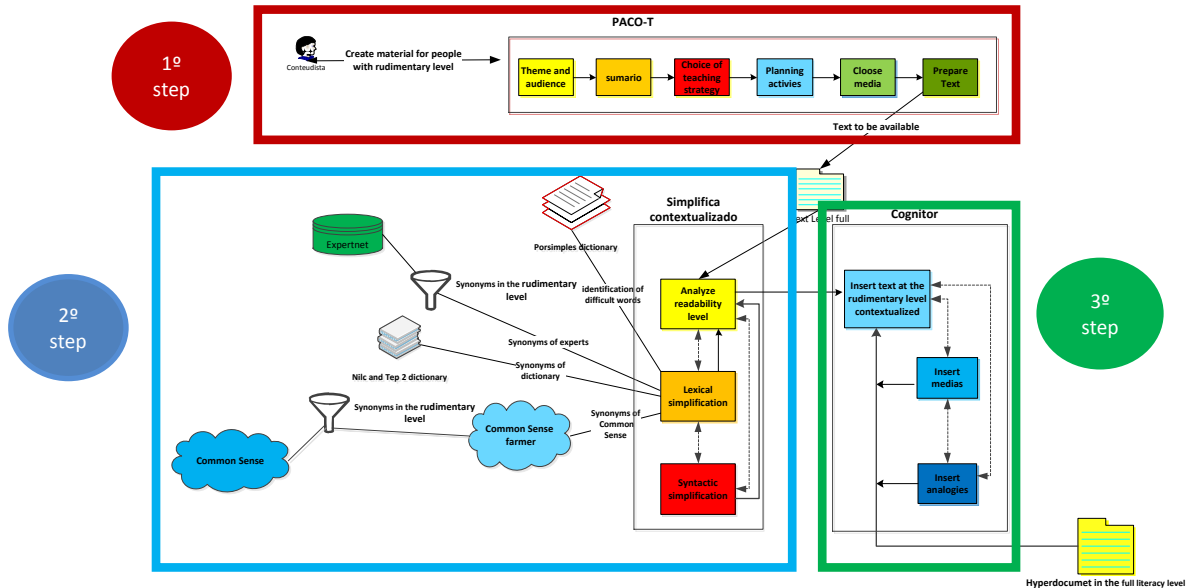 PACO-T
1º
step
Conteudista
Create material for people
with rudimentary level
Theme and
audience
sumario
Choice of
teaching
strategy
Planning
activies
Cloose
media
Prepare
Text
Text to be available
ext Level full
2º
step
Expertnet
Porsimples dictionary
Synonyms in the rudimentary
level
identification of
difficult words
Synonyms of experts
Nilc and Tep 2 dictionary
Synonyms of
dictionary
Synonyms in the rudimentary
level
Common Sense
Common Sense
farmer
Synonyms of
Common
Sense
Simplifica
contextualizado
Analyze
readability
level
Lexical
simplification
Syntactic
simplification
Cognitor
Insert text at the
rudimentary level
contextualized
Insert
medias
Insert
analogies
3º
step
Hyperdocumet in the full literacy level